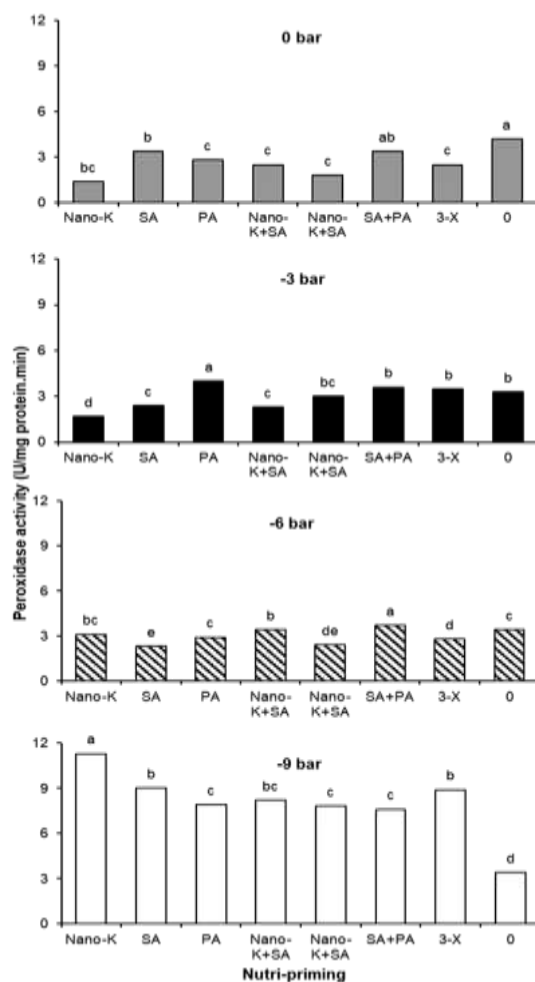 Peroxidase activity (U/mg protein.min)
0 bar
12
9
6
3
0
bc
b
c
c
c
ab
c
a
Nano-K SA PA Nano- Nano- SA+PA 3-X 0
K+SA K+SA
-3 bar
12
9
6
3
0
d
c
a
c
bc
b
b
b
Nano-K SA PA Nano- Nano- SA+PA 3-X 0
K+SA K+SA
-6 bar
12
9
6
3
0
bc
e
c
b
de
a
d
c
Nano-K SA PA Nano- Nano- SA+PA 3-X 0
K+SA K+SA
-9 bar
12
9
6
3
0
a
b
c
bc
c
c
b
d
Nano-K SA PA Nano- Nano- SA+PA 3-X 0
K+SA K+SA
Nutri-priming